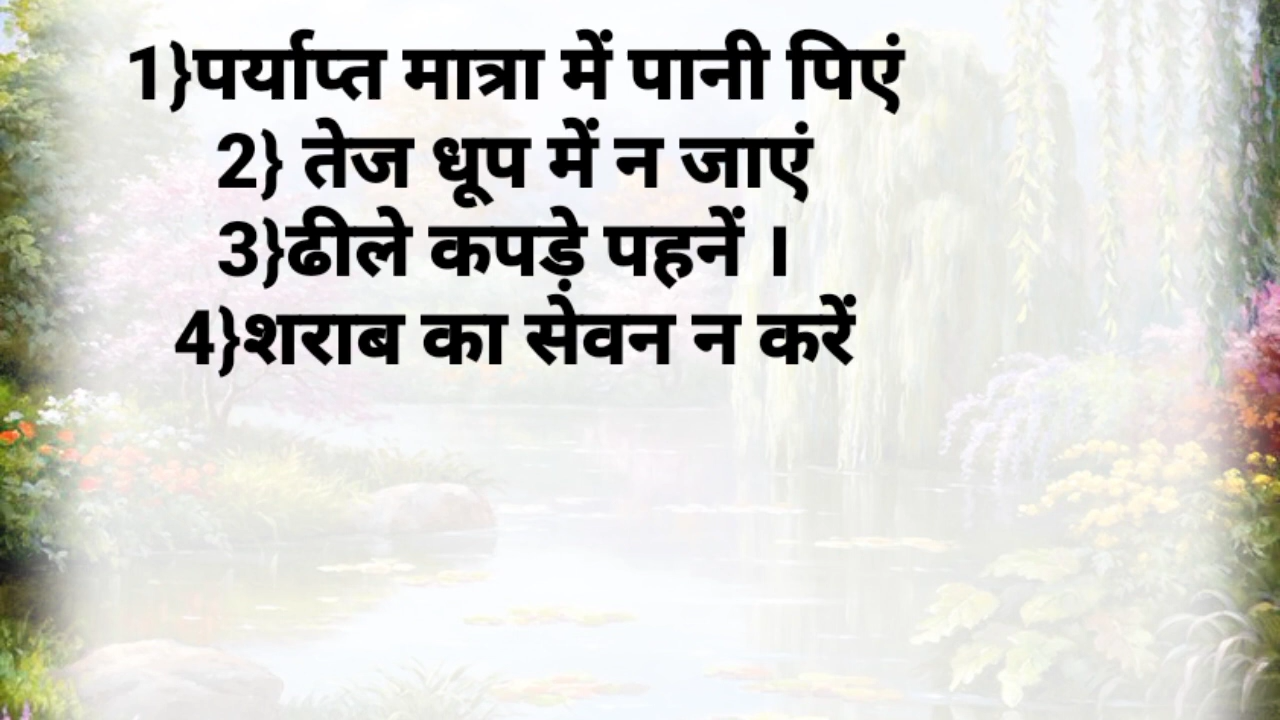 1}पर्याप्त मात्रा में पानी पिएं
2} तेज धूप में न जाएं
3}ढीले कपड़े पहनें ।
4}शराब का सेवन न करें